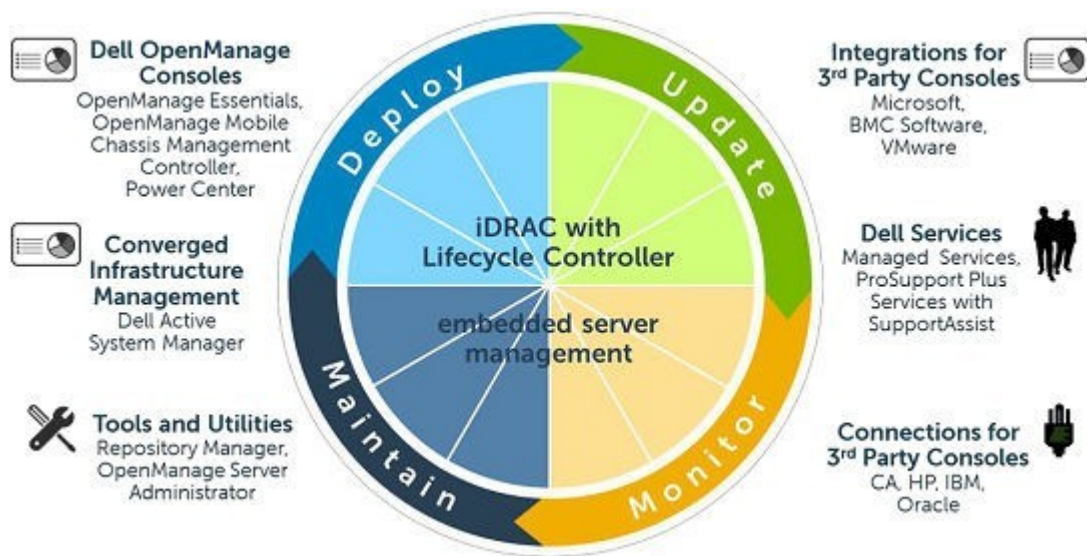 Dell OpenManage
Consoles
OpenManage Essentials,
OpenManage Mobile
Chassis Management
Controller,
Power Center
Converged
Infrastructure
Management
Dell Active
System Manager
Tools and Utilities
Repository Manager,
OpenManage Server
Administrator
Deploy
Update
Monitor
Maintain
iDRAC with
Lifecycle Controller
embedded server
management
Integrations for
3rd Party Consoles
Microsoft,
BMC Software,
VMware
Dell Services
Managed Services,
ProSupport Plus
Services with
SupportAssist
Connections for
3rd Party Consoles
CA, HP, IBM,
Oracle